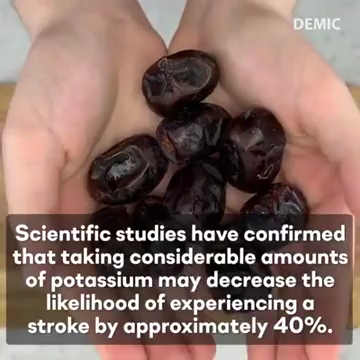 DEMIC
Scientific studies have confirmed
that taking considerable amounts
of potassium may decrease the
likelihood of experiencing a
stroke by approximately 40%.